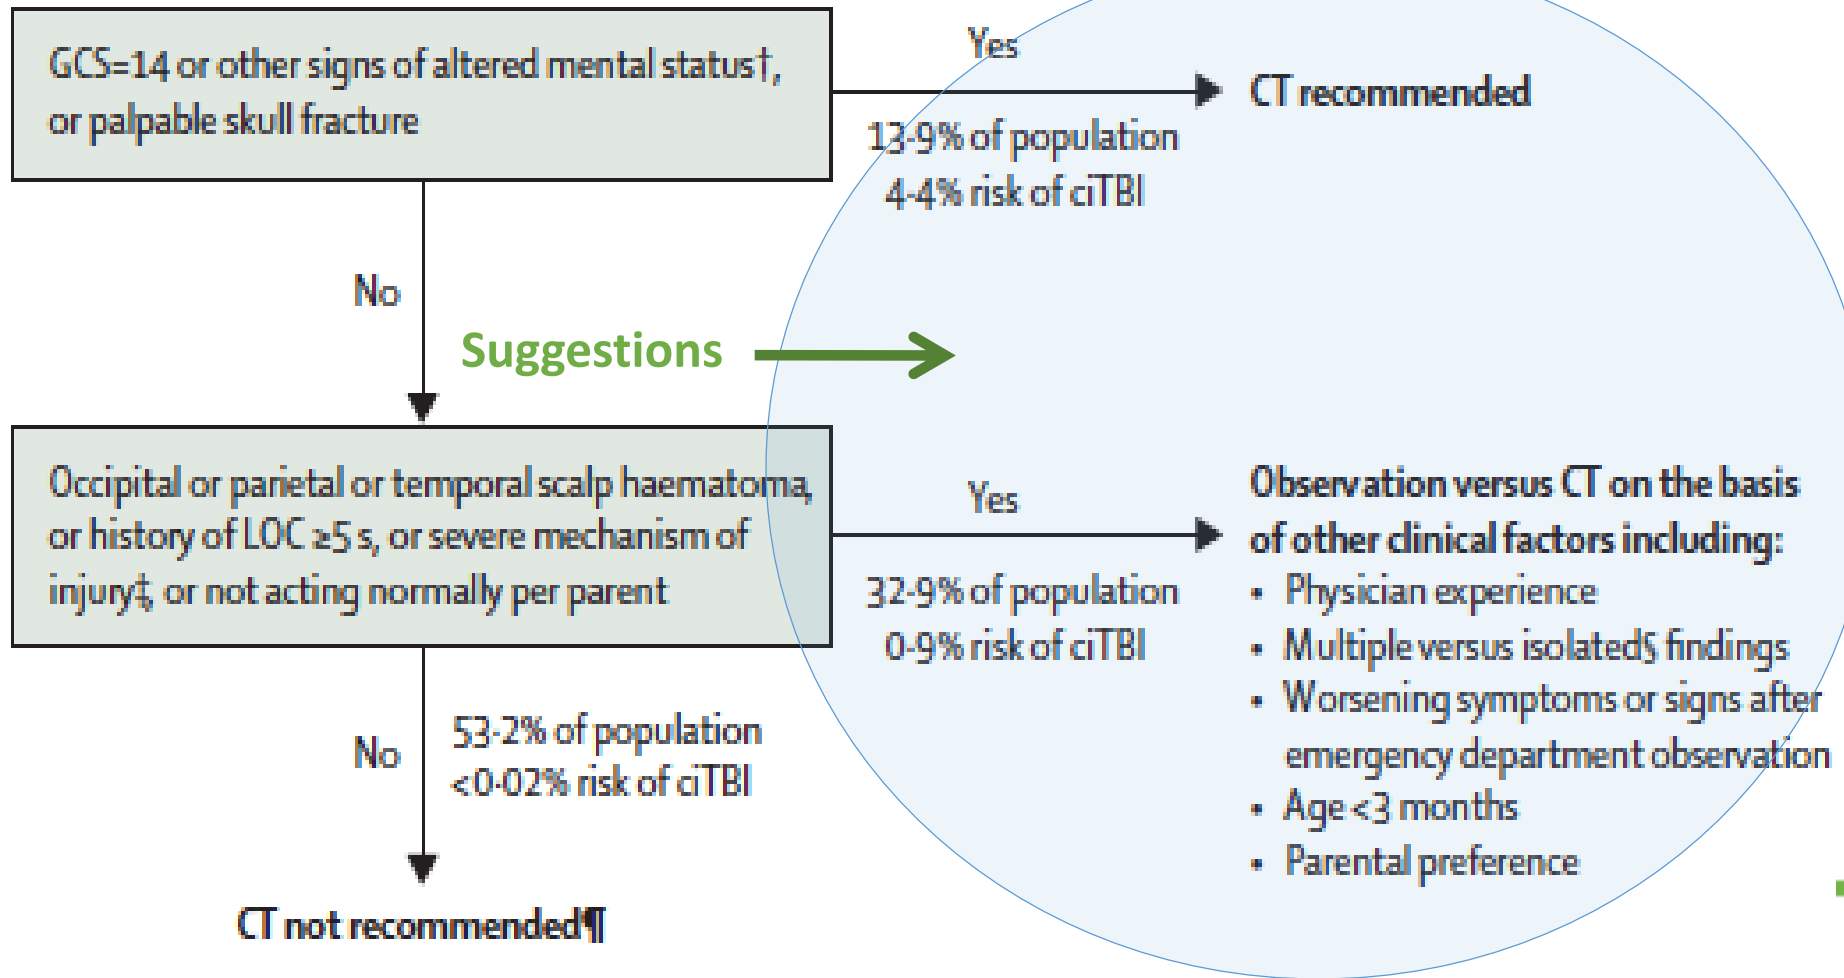 GCS=14 or other signs of altered mental status†,
or palpable skull fracture
Yes
13·9% of population
4·4% risk of ciTBI
CT recommended
No
Suggestions
Occipital or parietal or temporal scalp haematoma,
or history of LOC ≥5 s, or severe mechanism of
injury‡, or not acting normally per parent
Yes
32·9% of population
0·9% risk of ciTBI
Observation versus CT on the basis
of other clinical factors including:
• Physician experience
• Multiple versus isolated§ findings
• Worsening symptoms or signs after
emergency department observation
• Age <3 months
• Parental preference
No
53·2% of population
<0·02% risk of ciTBI
CT not recommended¶